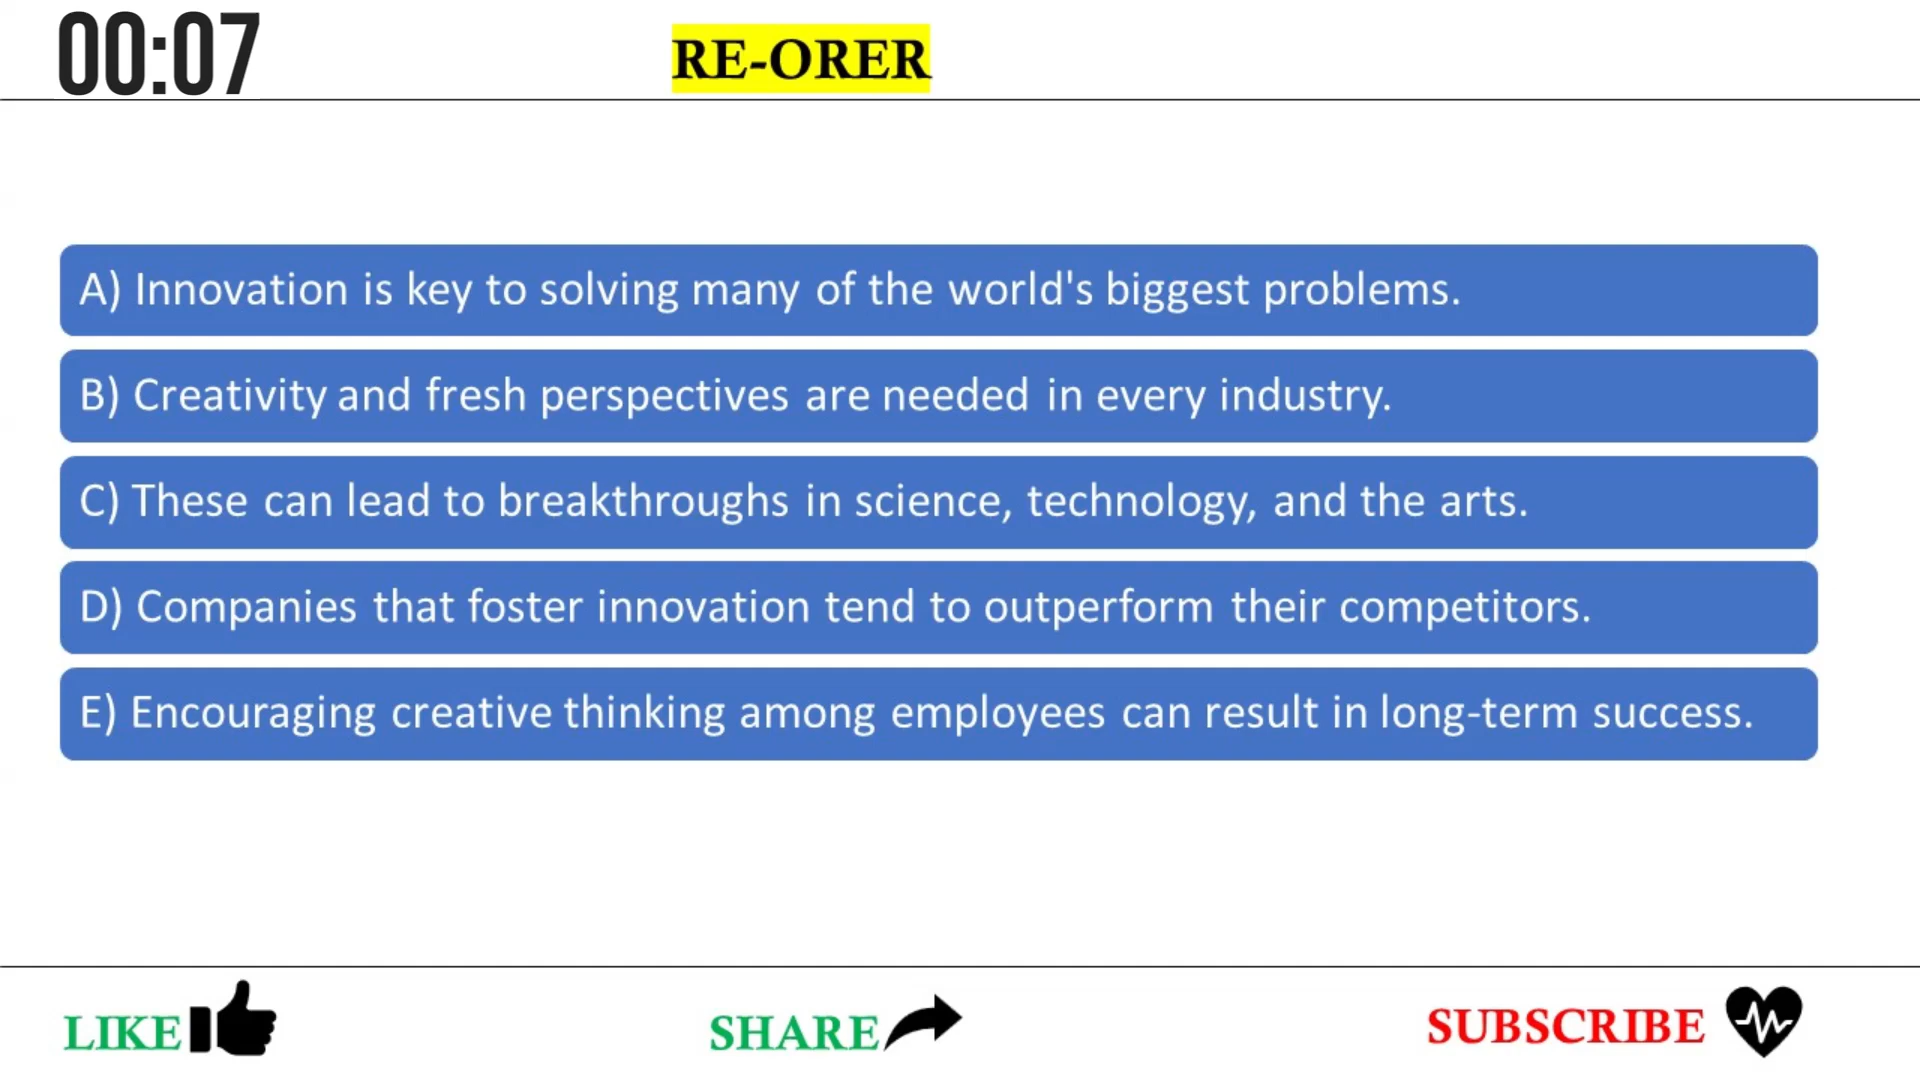 00:07
RE-ORER
A) Innovation is key to solving many of the world's biggest problems.
B) Creativity and fresh perspectives are needed in every industry.
C) These can lead to breakthroughs in science, technology, and the arts.
D) Companies that foster innovation tend to outperform their competitors.
E) Encouraging creative thinking among employees can result in long-term success.
LIKE
SHARE
SUBSCRIBE